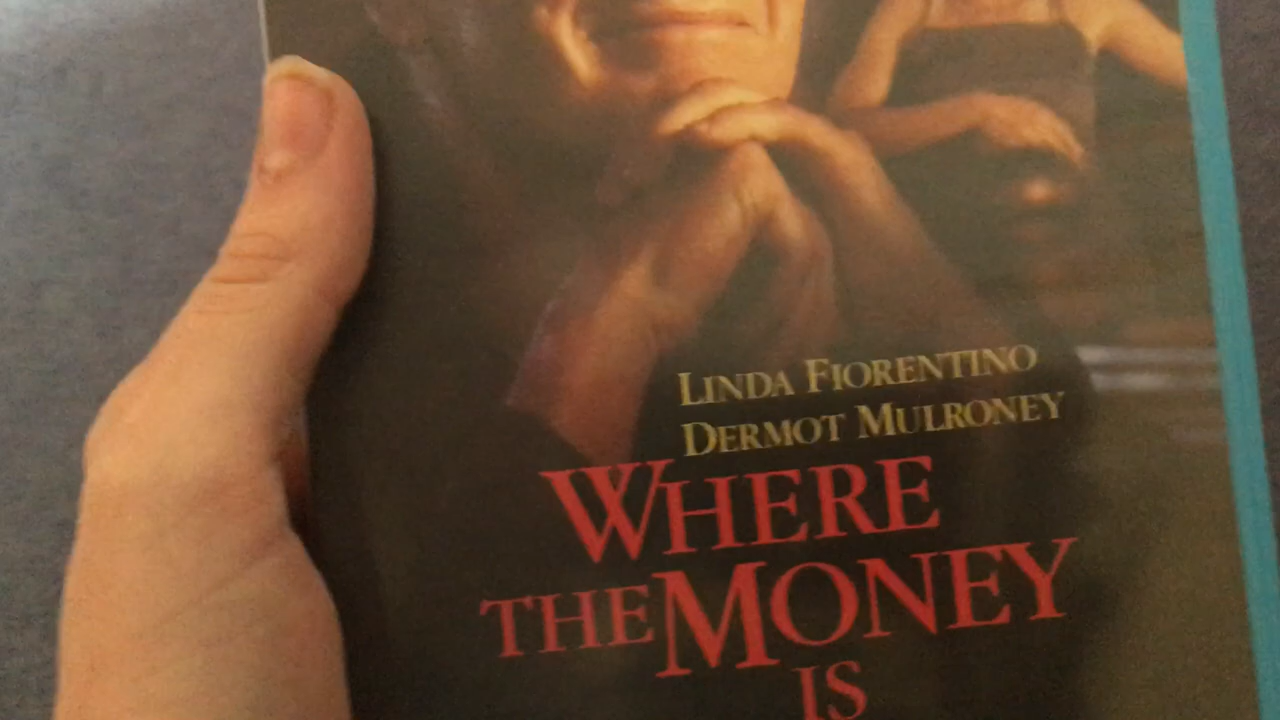 LINDA FIORENTINO
DERMOT MULRONEY
WHERE
THE MONEY
IS